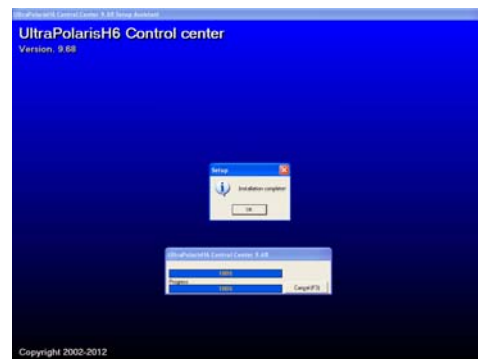 UltraPolarisH6 Control Center 9.68 Setup Assistant
UltraPolarisH6 Control center
Version. 9.68
Setup
Installation complete!
OK
UltraPolarisH6 Control Center 9.68
100%
Progress
100%
Cancel(F3)
Copyright 2002-2012